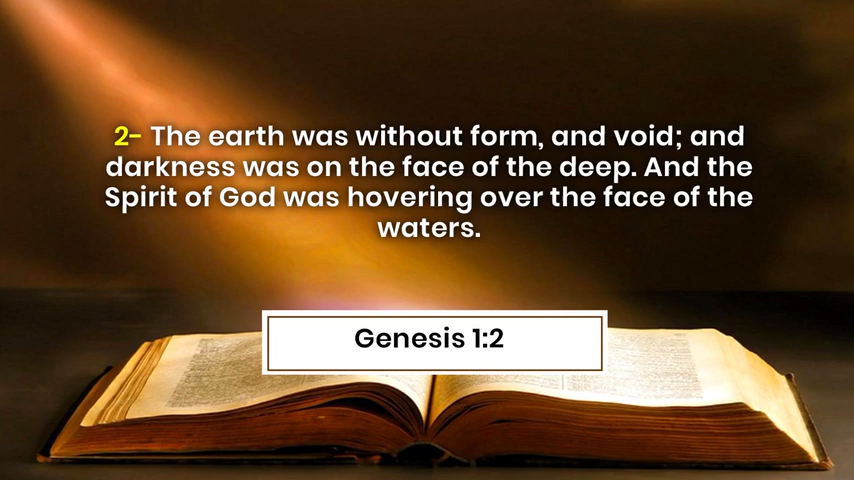 2- The earth was without form, and void; and
darkness was on the face of the deep. And the
Spirit of God was hovering over the face of the
waters.
Genesis 1:2